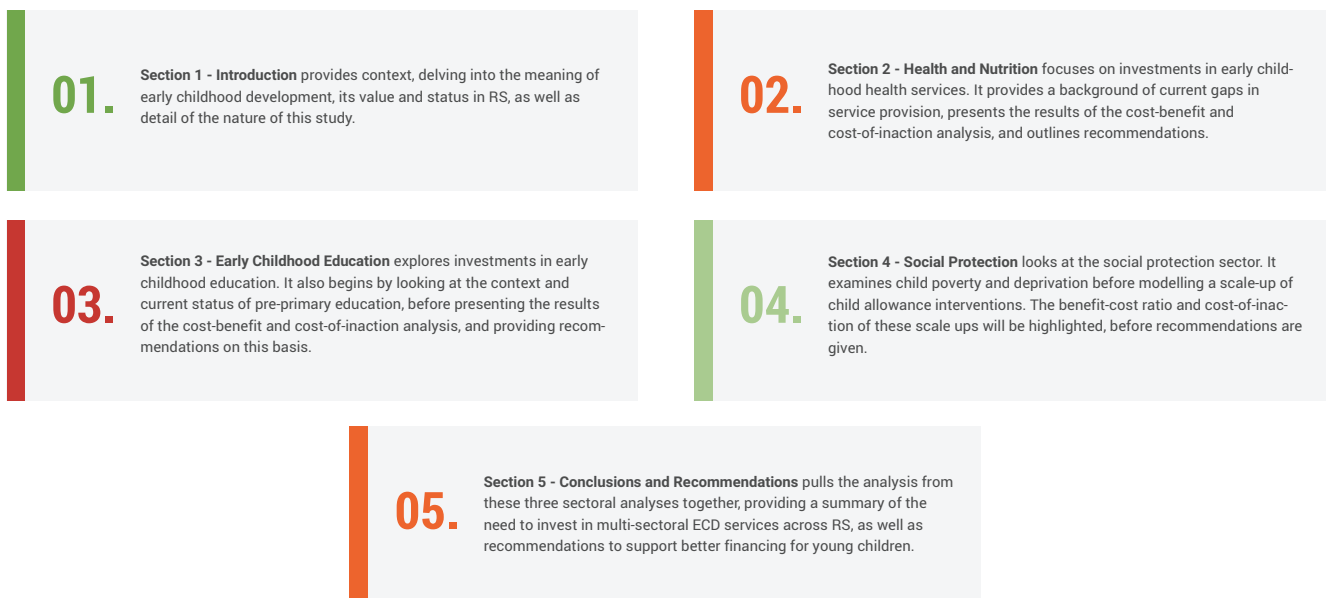 01.
Section 1 - Introduction provides context, delving into the meaning of
early childhood development, its value and status in RS, as well as
detail of the nature of this study.
02.
Section 2 - Health and Nutrition focuses on investments in early child-
hood health services. It provides a background of current gaps in
service provision, presents the results of the cost-benefit and
cost-of-inaction analysis, and outlines recommendations.
03.
Section 3 - Early Childhood Education explores investments in early
childhood education. It also begins by looking at the context and
current status of pre-primary education, before presenting the results
of the cost-benefit and cost-of-inaction analysis, and providing recom-
mendations on this basis.
04.
Section 4 - Social Protection looks at the social protection sector. It
examines child poverty and deprivation before modelling a scale-up of
child allowance interventions. The benefit-cost ratio and cost-of-inac-
tion of these scale ups will be highlighted, before recommendations are
given.
05.
Section 5 - Conclusions and Recommendations pulls the analysis from
these three sectoral analyses together, providing a summary of the
need to invest in multi-sectoral ECD services across RS, as well as
recommendations to support better financing for young children.